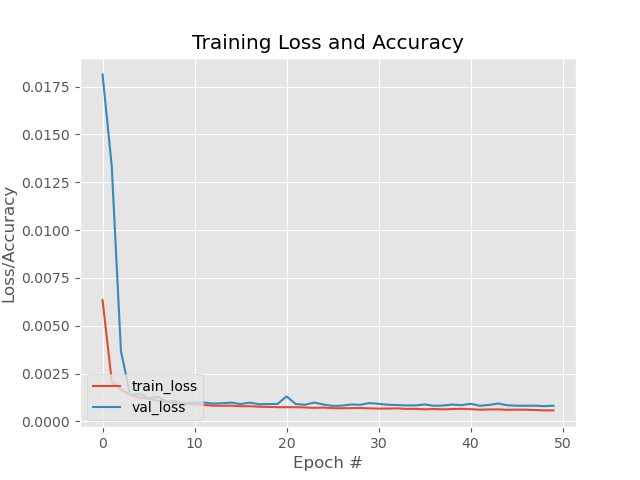 Training Loss and Accuracy
Loss/Accuracy
0.0175
0.0150
0.0125
0.0100
0.0075
0.0050
0.0025
0.0000
train_loss
val_loss
0 10 20 30 40 50
Epoch #